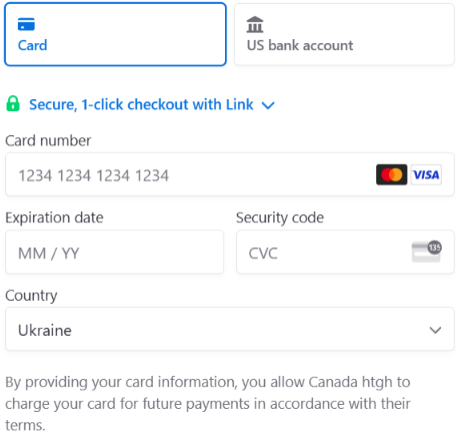 Card
US bank account
Secure, 1-click checkout with Link
Card number
1234 1234 1234 1234
VISA
Expiration date
Security code
MM / YY
CVC
135
Country
Ukraine
By providing your card information, you allow Canada htgh to
charge your card for future payments in accordance with their
terms.